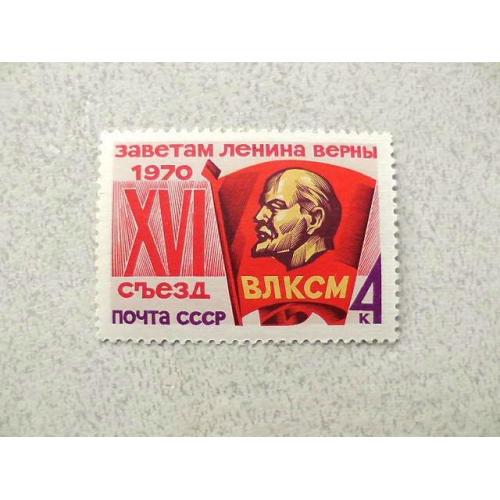 ЗАВЕТАМ ЛЕНИНА ВЕРНЫ
1970
XVI
СЪЕЗД
ВЛКСМ
ПОЧТА СССР
4
К